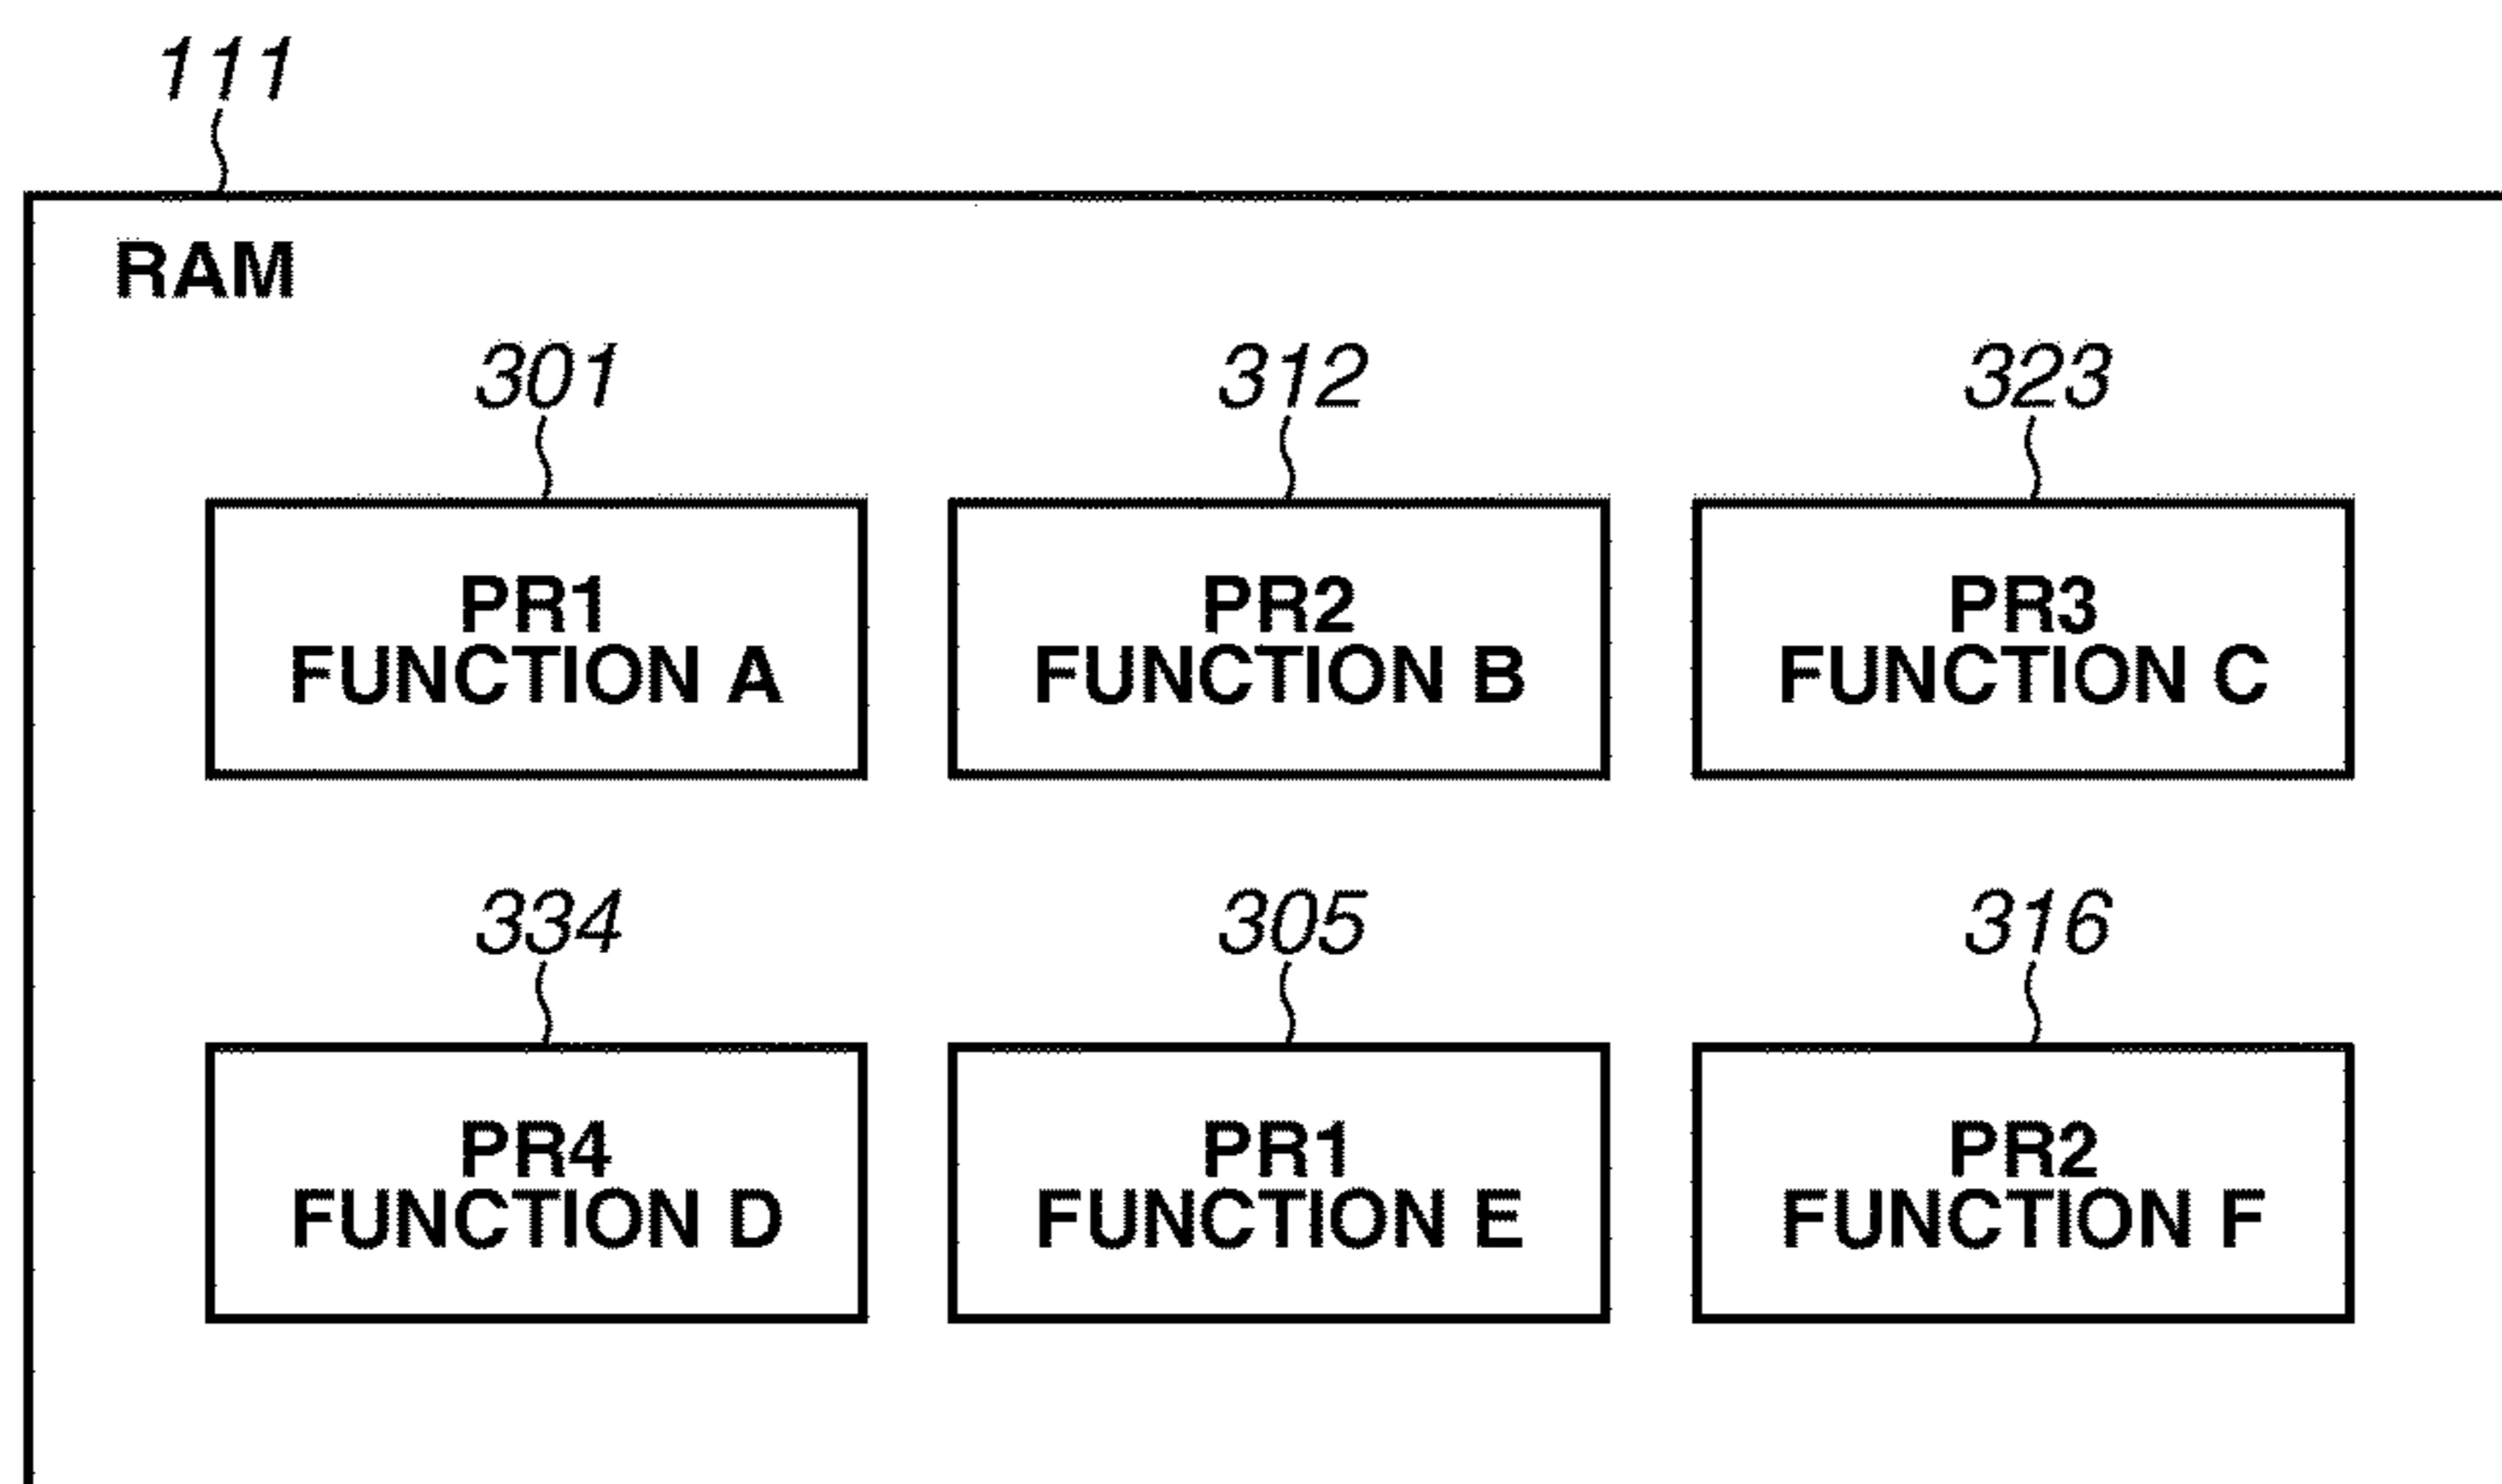 111
RAM
301
312
323
PR1
FUNCTION A
PR2
FUNCTION B
PR3
FUNCTION C
334
305
316
PR4
FUNCTION D
PR1
FUNCTION E
PR2
FUNCTION F